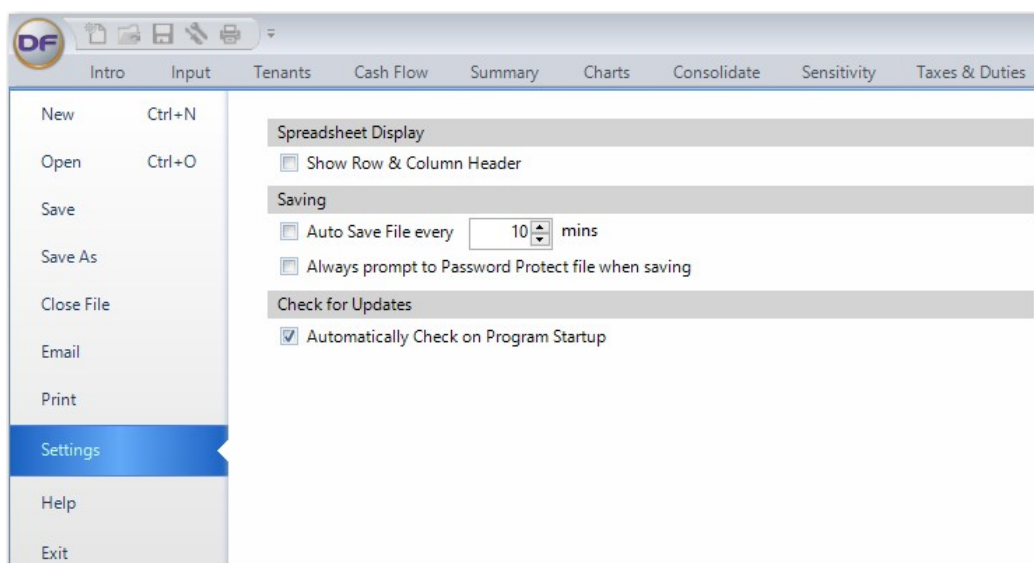 DF
Intro Input Tenants Cash Flow Summary Charts Consolidate Sensitivity Taxes & Duties
New Ctrl+N
Open Ctrl+O
Save
Save As
Close File
Email
Print
Settings
Help
Exit
Spreadsheet Display
Show Row & Column Header
Saving
Auto Save File every 10 mins
Always prompt to Password Protect file when saving
Check for Updates
Automatically Check on Program Startup